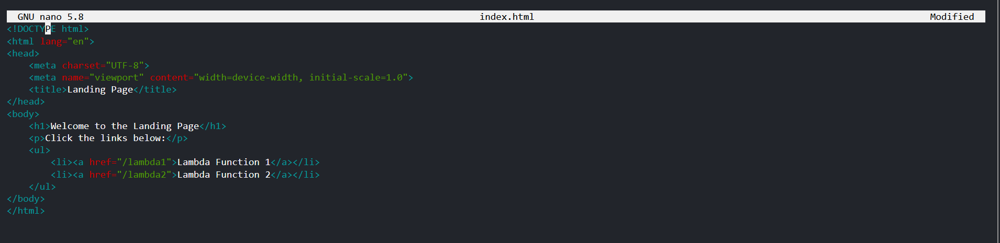 GNU nano 5.8 index.html Modified
<!DOCTYPE html>
<html lang="en">
<head>
    <meta charset="UTF-8">
    <meta name="viewport" content="width=device-width, initial-scale=1.0">
    <title>Landing Page</title>
</head>
<body>
    <h1>Welcome to the Landing Page</h1>
    <p>Click the links below:</p>
    <ul>
        <li><a href="/lambda1">Lambda Function 1</a></li>
        <li><a href="/lambda2">Lambda Function 2</a></li>
    </ul>
</body>
</html>